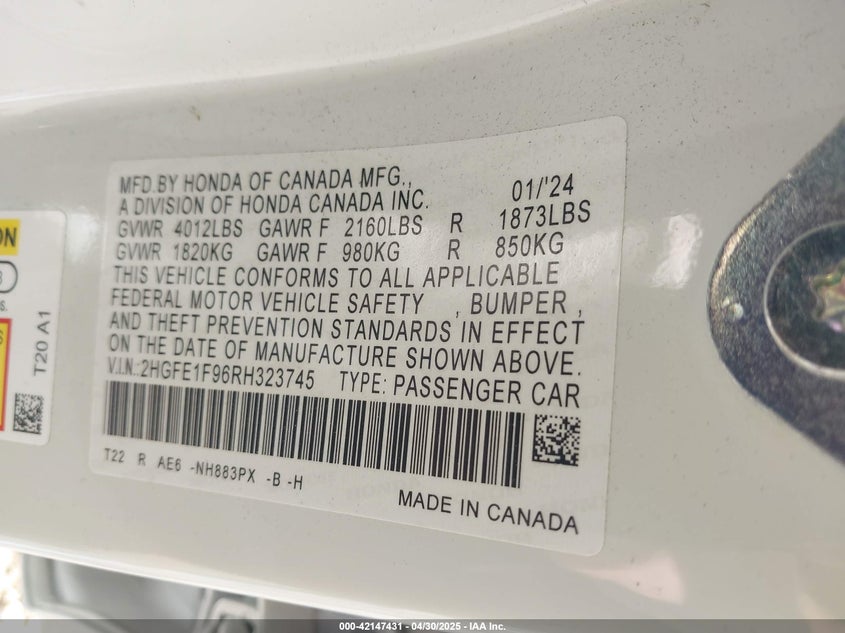 MFD.BY HONDA OF CANADA MFG.,
A DIVISION OF HONDA CANADA INC. 01/'24
GVWR 4012LBS GAWR F 2160LBS R 1873LBS
GVWR 1820KG GAWR F 980KG R 850KG
THIS VEHICLE CONFORMS TO ALL APPLICABLE
FEDERAL MOTOR VEHICLE SAFETY , BUMPER ,
AND THEFT PREVENTION STANDARDS IN EFFECT
ON THE DATE OF MANUFACTURE SHOWN ABOVE.
V.I.N.:2HGFE1F96RH323745 TYPE: PASSENGER CAR
T22 R AE6 -NH883PX -B -H
MADE IN CANADA
T20 A1
000-42147431 - 04/30/2025 - IAA Inc.